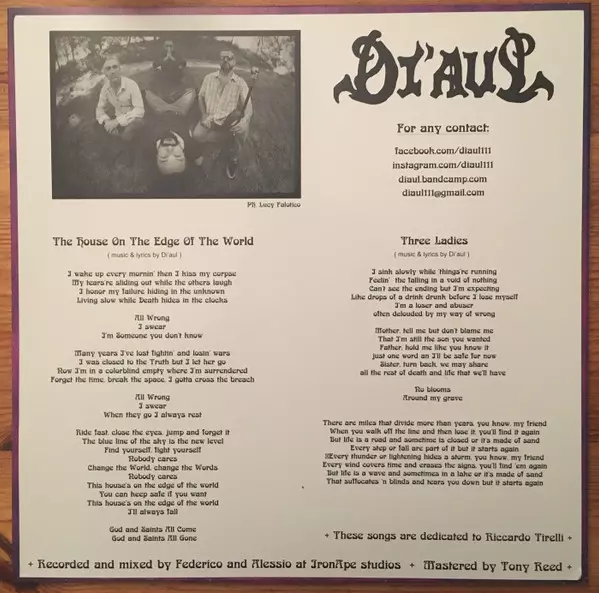 Di'aul
For any contact:
facebook.com/diaul111
instagram.com/diaul111
diaul.bandcamp.com
diaul111@gmail.com
Ph. Lucy Falutico
The House On The Edge Of The World
( music & lyrics by Di'aul )
I wake up every mornin' then I kiss my corpse
My tears're sliding out while the others laugh
I honor my failure hiding in the unknown
Living slow while Death hides in the clocks
All Wrong
I swear
I'm Someone you don't know
Many years I've lost fightin' and losin' wars
I was closed to the Truth but I let her go
Now I'm in a colorblind empty where I'm surrendered
Forget the time, break the space, I gotta cross the breach
All Wrong
I swear
When they go I always rest
Ride fast, close the eyes, jump and forget it
The blue line of the sky is the new level
Find yourself, fight yourself
Nobody cares
Change the World, change the Words
Nobody cares
This house's on the edge of the world
You can keep safe if you want
This house's on the edge of the world
I'll always fall
God and Saints All Come
God and Saints All Gone
Three Ladies
( music & lyrics by Di'aul )
I sink slowly while things're running
Feelin' the falling in a void of nothing
Can't see the ending but I'm expecting
Like drops of a drink drunk before I lose myself
I'm a loser and abuser
often deluded by my way of wrong
Mother, tell me but don't blame me
That I'm still the son you wanted
Father, hold me like you know it
just one word an I'll be safe for now
Sister, turn back, we may share
all the rest of death and life that we'll have
No blooms
Around my grave
There are miles that divide more than years, you know, my friend
When you walk off the line and then lose it, you'll find it again
But life is a road and sometime is closed or it's made of sand
Every step or fall are part of it but it starts again
Every thunder or lightening hides a storm, you know, my friend
Every wind covers time and erases the signs, you'll find 'em again
But life is a wave and sometimes in a lake or it's made of sand
That suffocates 'n blinds and tears you down but it starts again
+ These songs are dedicated to Riccardo Tirelli +
+ Recorded and mixed by Federico and Alessio at IronApe studios + Mastered by Tony Reed +